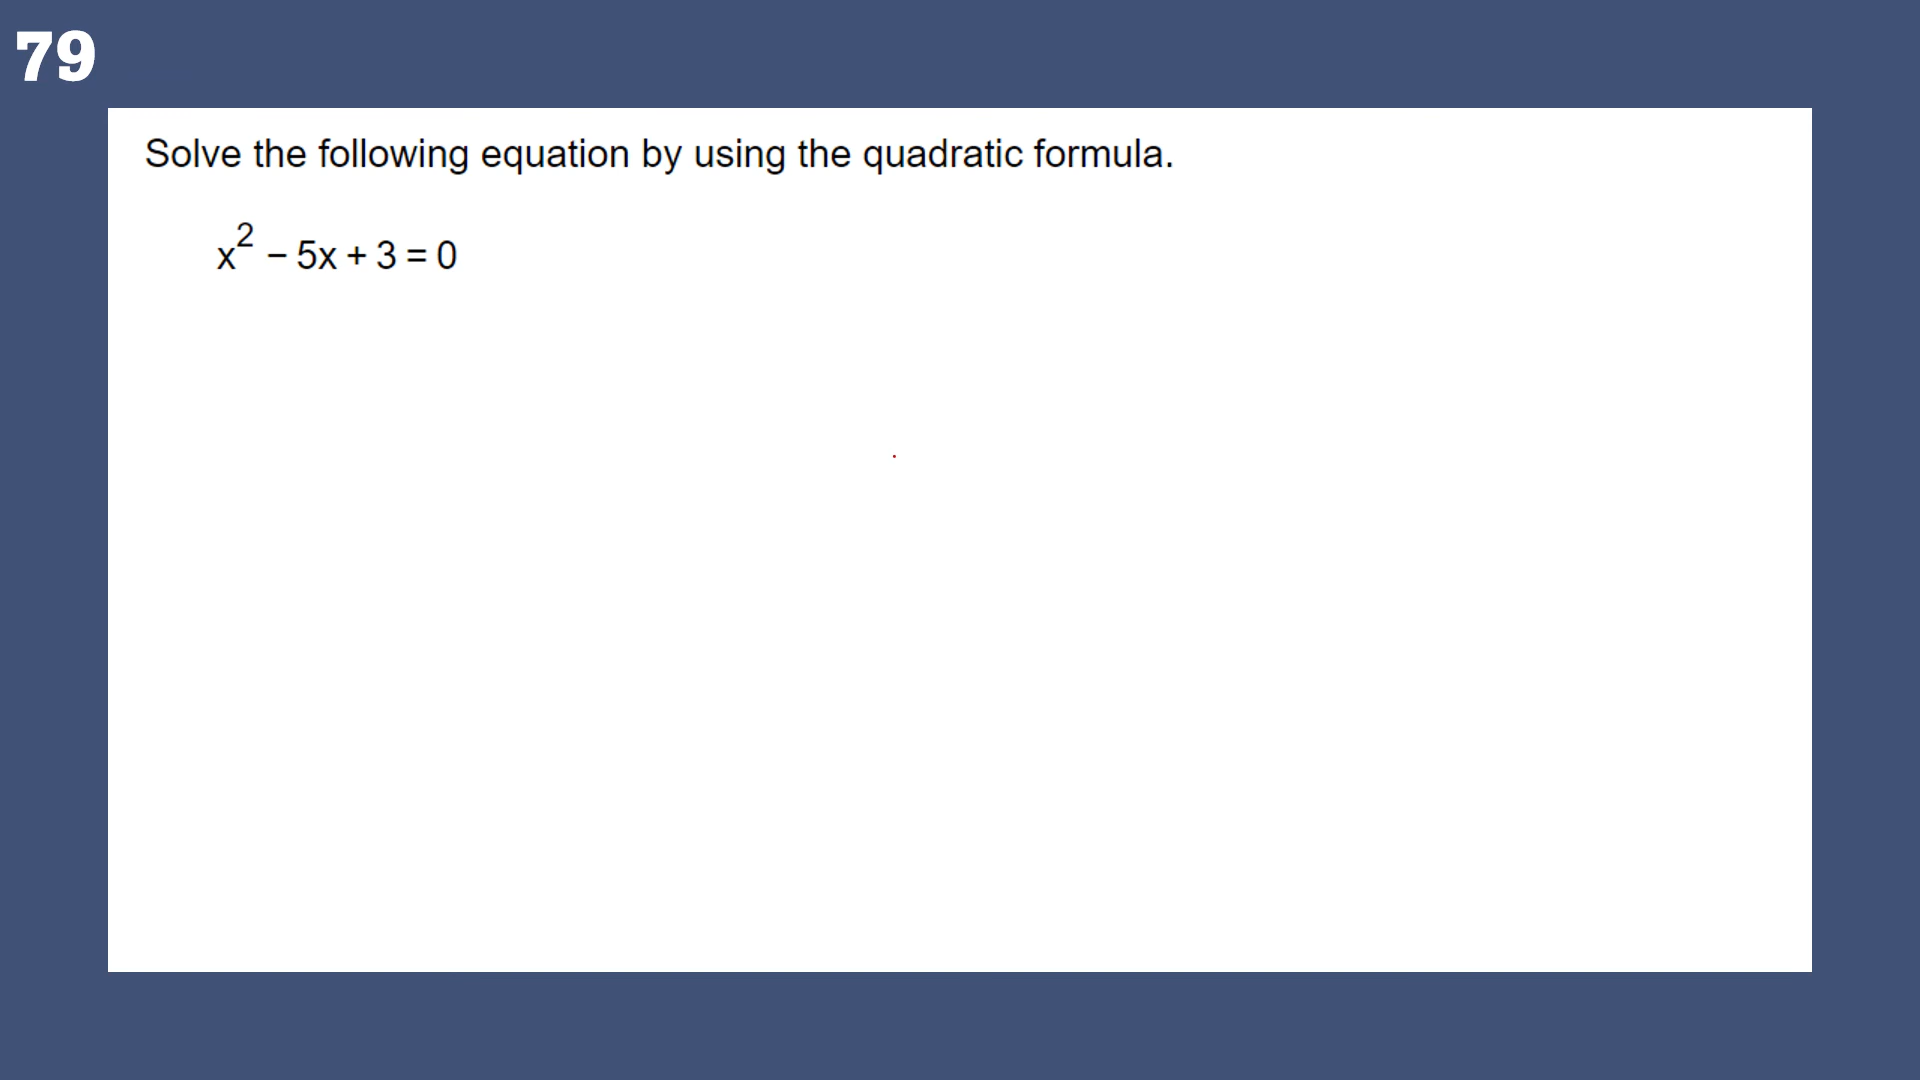 79
Solve the following equation by using the quadratic formula.
x² − 5x + 3 = 0